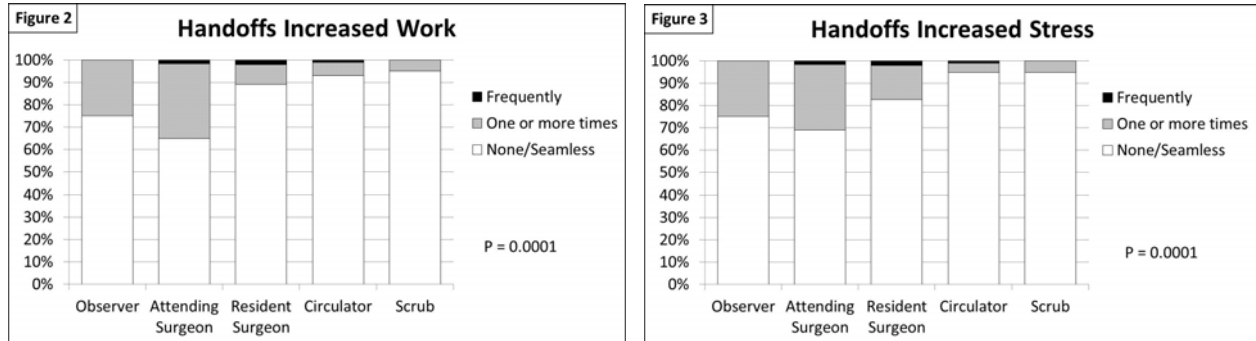 Figure 2
Handoffs Increased Work
100%
90%
80%
70%
60%
50%
40%
30%
20%
10%
0%
Observer
Attending
Surgeon
Resident
Surgeon
Circulator
Scrub
Frequently
One or more times
None/Seamless
P = 0.0001
Figure 3
Handoffs Increased Stress
100%
90%
80%
70%
60%
50%
40%
30%
20%
10%
0%
Observer
Attending
Surgeon
Resident
Surgeon
Circulator
Scrub
Frequently
One or more times
None/Seamless
P = 0.0001